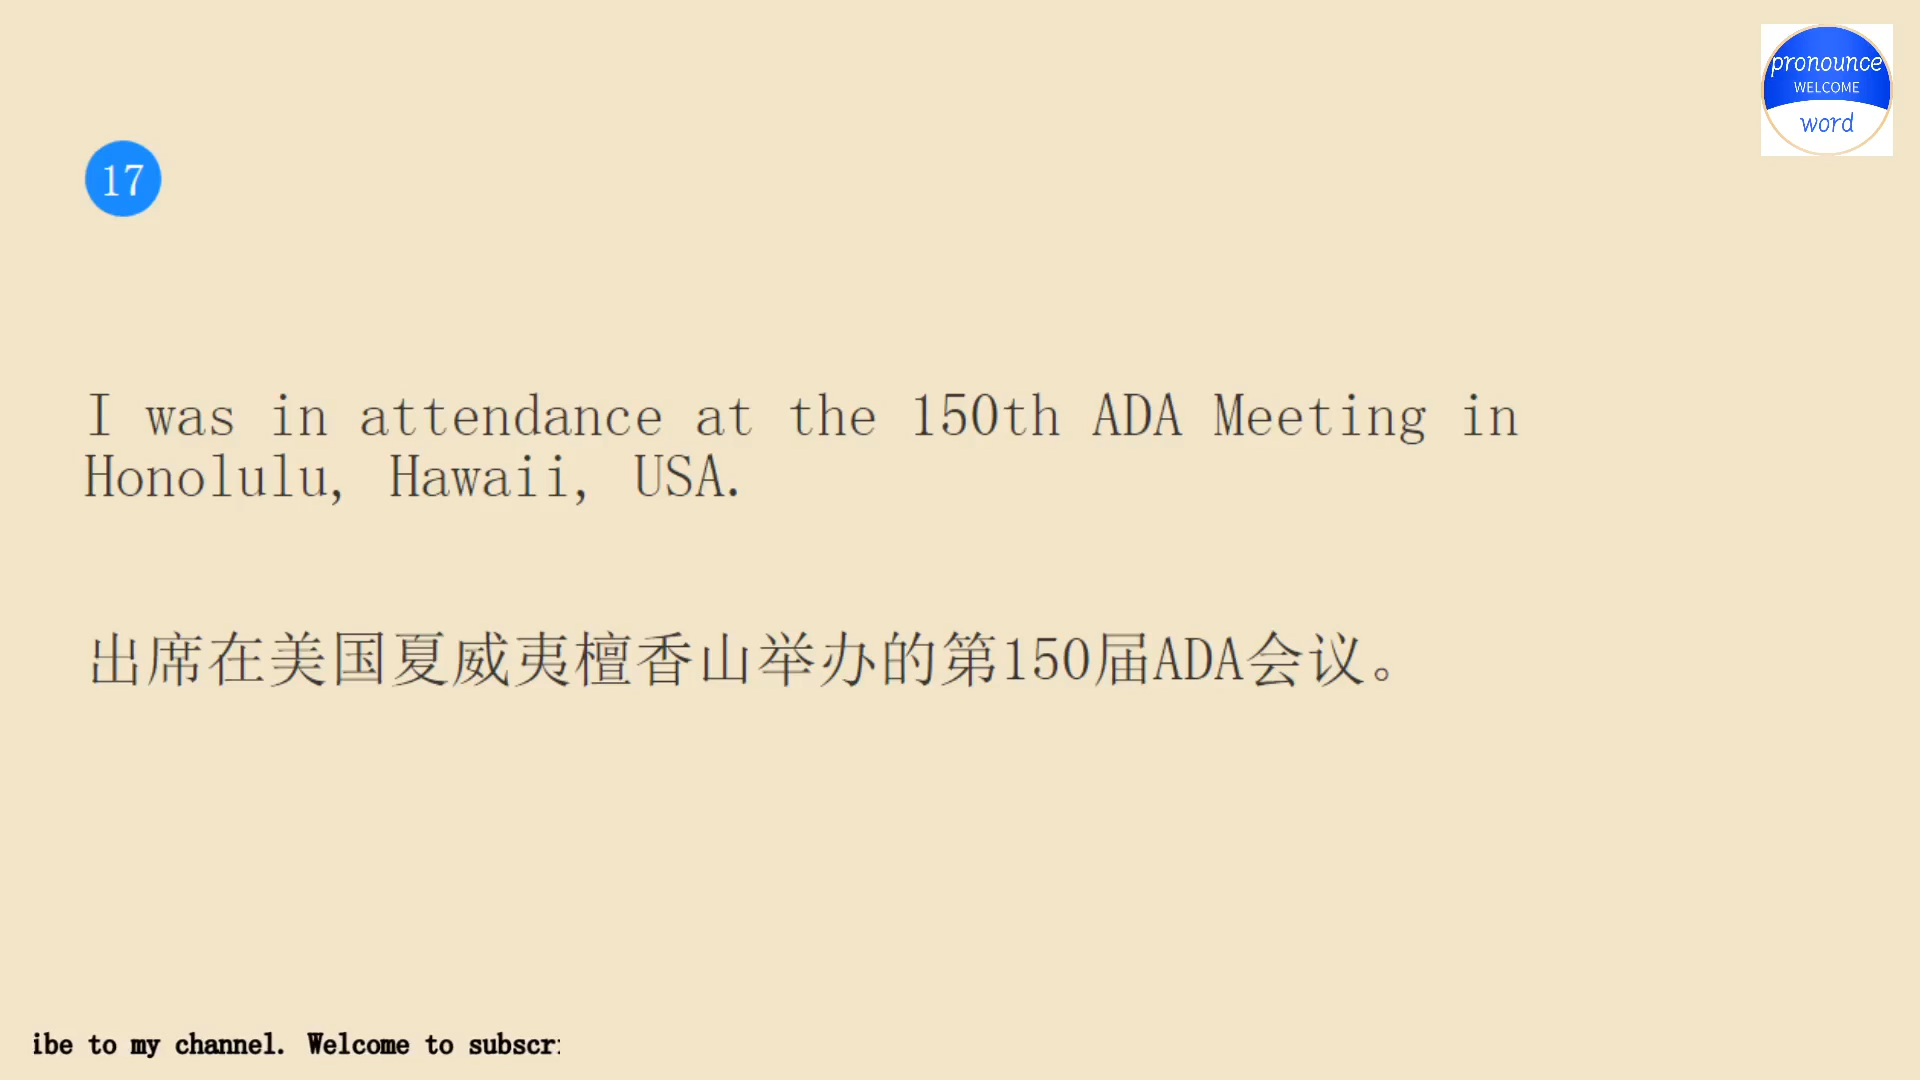 pronounce
WELCOME
word
17
I was in attendance at the 150th ADA Meeting in
Honolulu, Hawaii, USA.
出席在美国夏威夷檀香山举办的第150届ADA会议。
ibe to my channel. Welcome to subscr